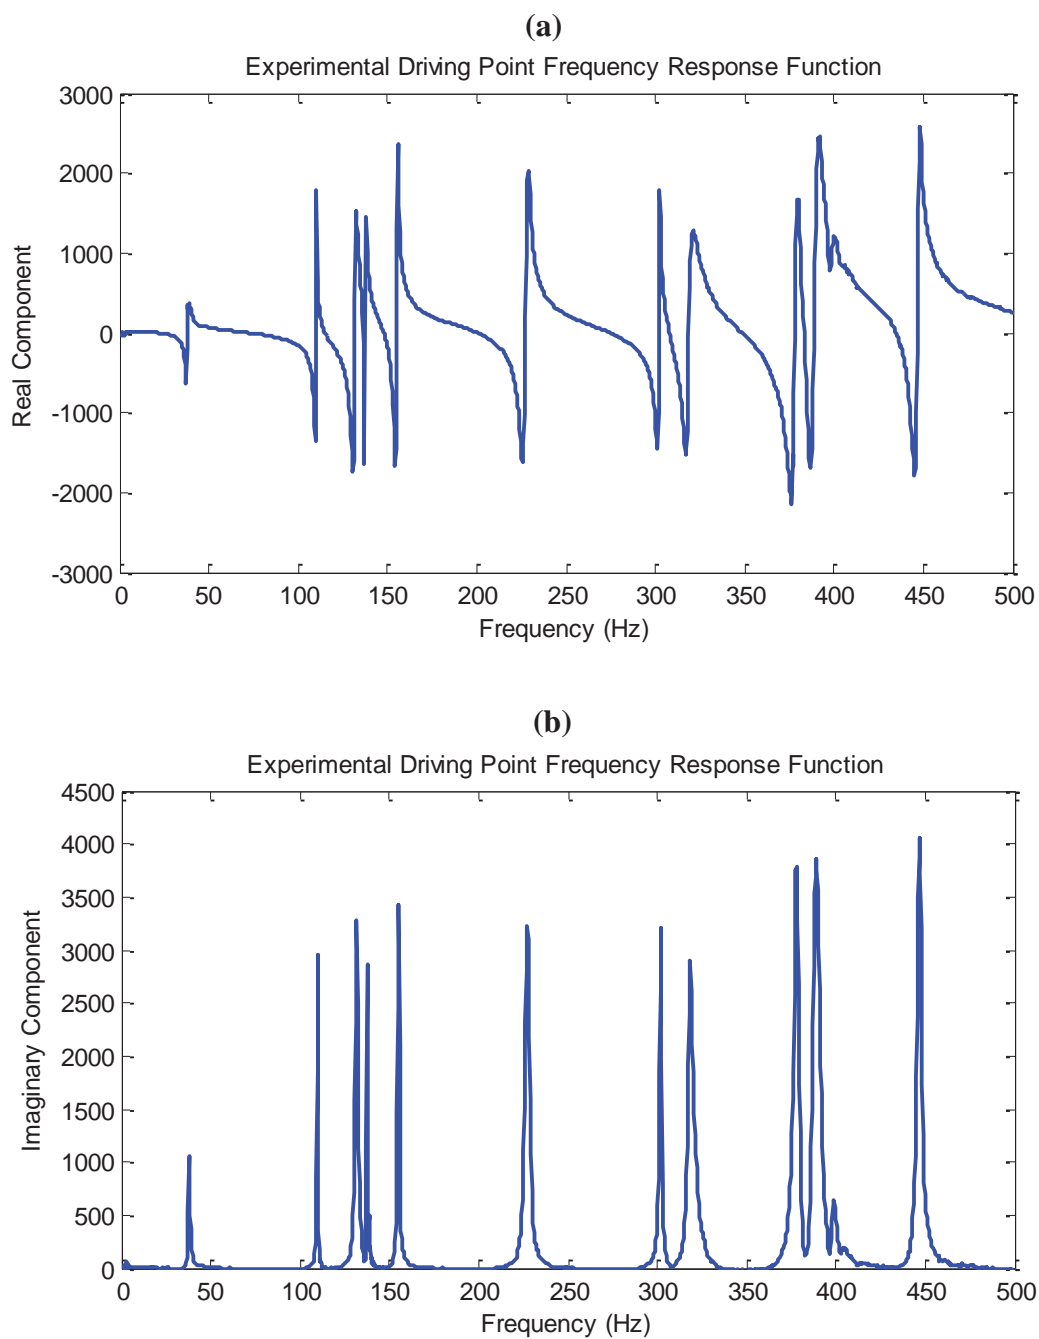 (a)
Experimental Driving Point Frequency Response Function
3000
2000
1000
0
-1000
-2000
-3000
Real Component
0 50 100 150 200 250 300 350 400 450 500
Frequency (Hz)
(b)
Experimental Driving Point Frequency Response Function
4500
4000
3500
3000
2500
2000
1500
1000
500
0
Imaginary Component
0 50 100 150 200 250 300 350 400 450 500
Frequency (Hz)